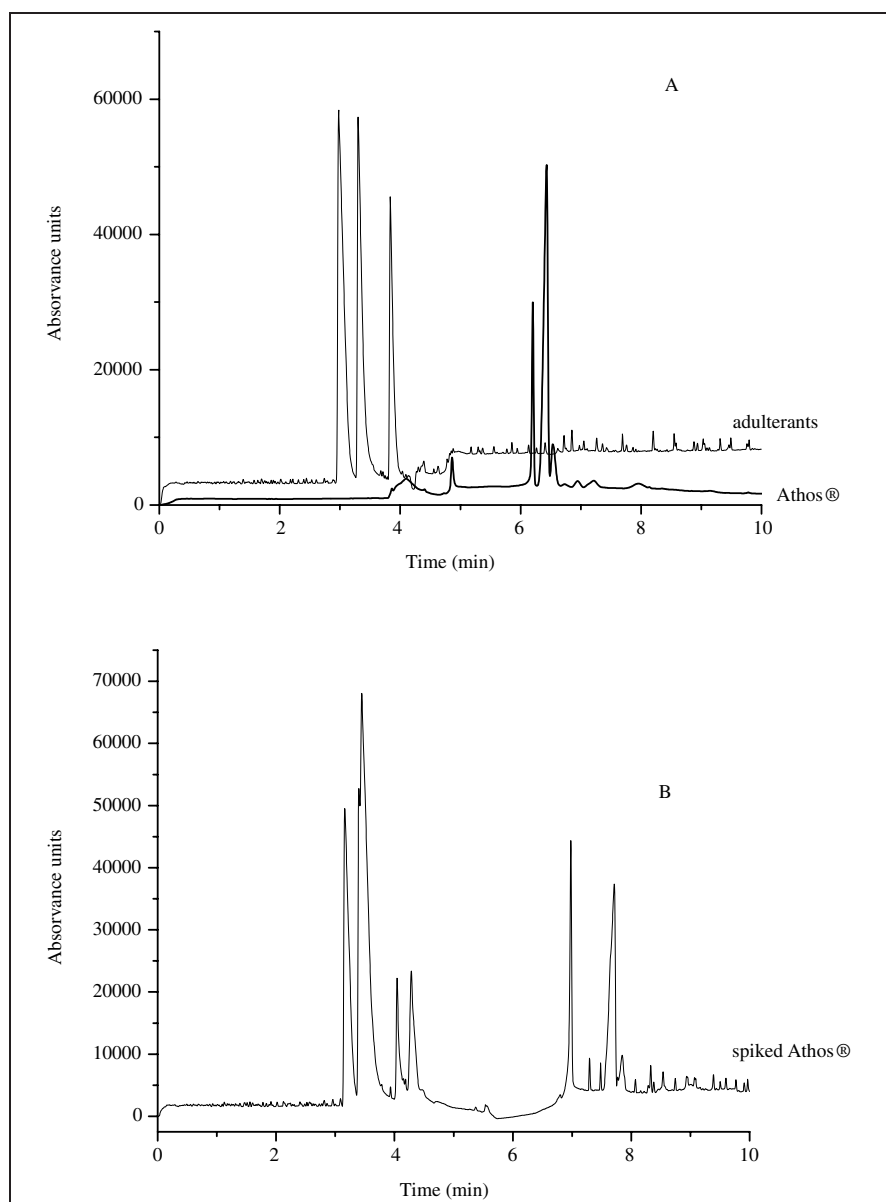 A
60000
40000
20000
0
Absorvance units
adulterants
Athos®
0 2 4 6 8 10
Time (min)
70000
60000
50000
40000
30000
20000
10000
0
Absorvance units
B
spiked Athos®
0 2 4 6 8 10
Time (min)